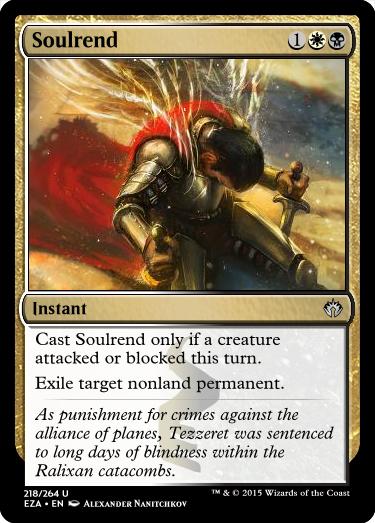 Soulrend 1
Instant
Cast Soulrend only if a creature
attacked or blocked this turn.
Exile target nonland permanent.
As punishment for crimes against the
alliance of planes, Tezzeret was sentenced
to long days of blindness within the
Ralixan catacombs.
218/264 U
™ & © 2015 Wizards of the Coast
EZA • EN Alexander Nanitchkov